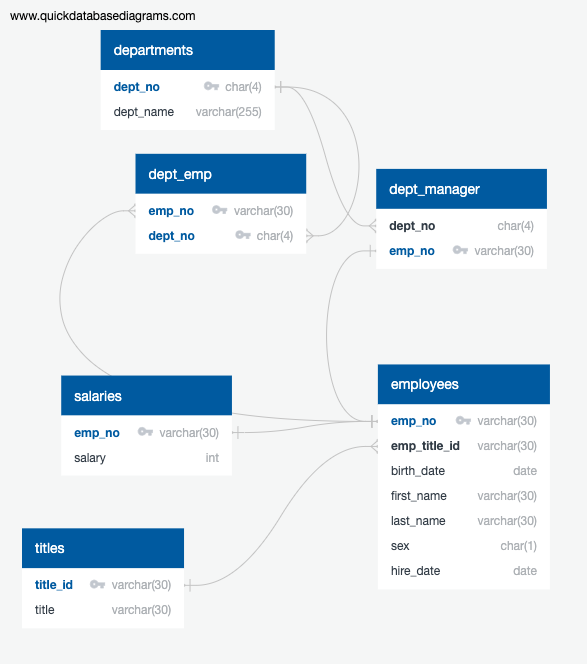 www.quickdatabasediagrams.com
departments
dept_no char(4)
dept_name varchar(255)
dept_emp
emp_no varchar(30)
dept_no char(4)
dept_manager
dept_no char(4)
emp_no varchar(30)
salaries
emp_no varchar(30)
salary int
employees
emp_no varchar(30)
emp_title_id varchar(30)
birth_date date
first_name varchar(30)
last_name varchar(30)
sex char(1)
hire_date date
titles
title_id varchar(30)
title varchar(30)